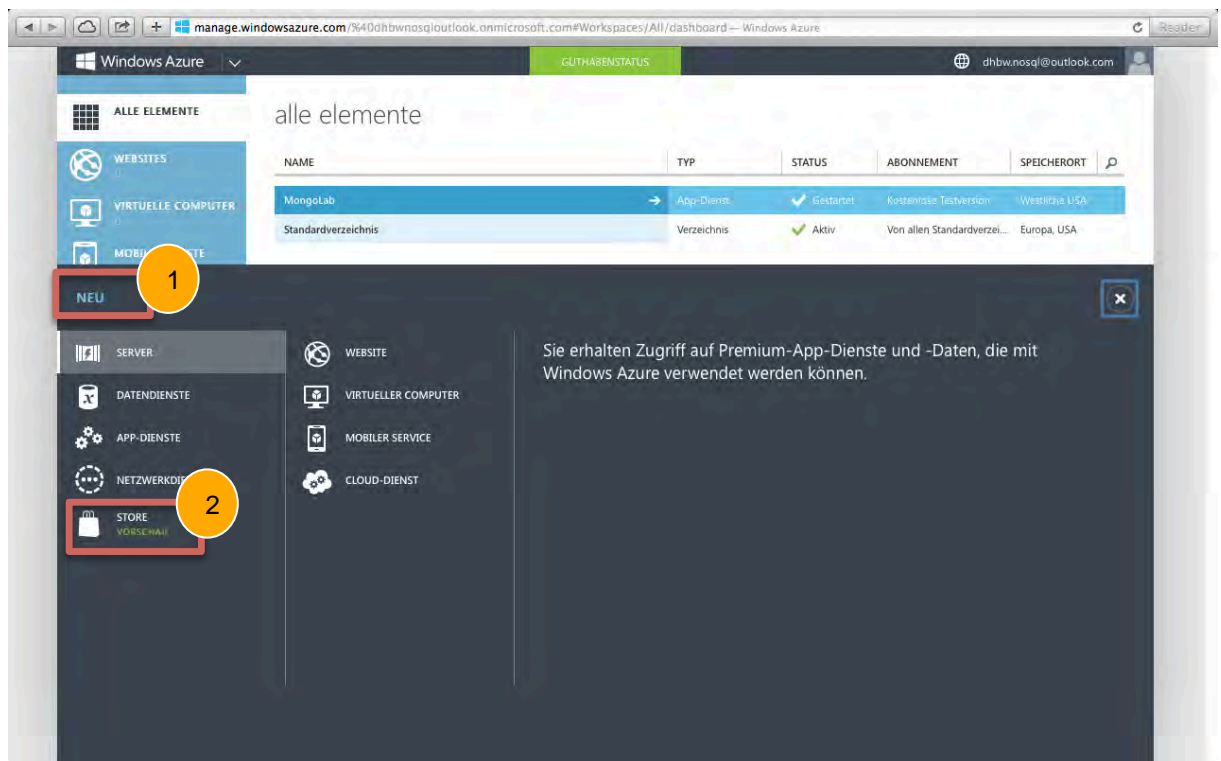 manage.windowsazure.com/%40dhbwnosqloutlook.onmicrosoft.com#Workspaces/All/dashboard — Windows Azure
Reader
Windows Azure
GUTHABENSTATUS
dhbw.nosql@outlook.com
ALLE ELEMENTE
alle elemente
WEBSITES
0
VIRTUELLE COMPUTER
0
NAME TYP STATUS ABONNEMENT SPEICHERORT
MongoLab App-Dienst Gestartet Kostenlose Testversion Westliche USA
Standardverzeichnis Verzeichnis Aktiv Von allen Standardverzei... Europa, USA
1
NEU
SERVER
DATENDIENSTE
APP-DIENSTE
2
STORE
VORSCHAU
WEBSITE
VIRTUELLER COMPUTER
MOBILER SERVICE
CLOUD-DIENST
Sie erhalten Zugriff auf Premium-App-Dienste und -Daten, die mit
Windows Azure verwendet werden können.